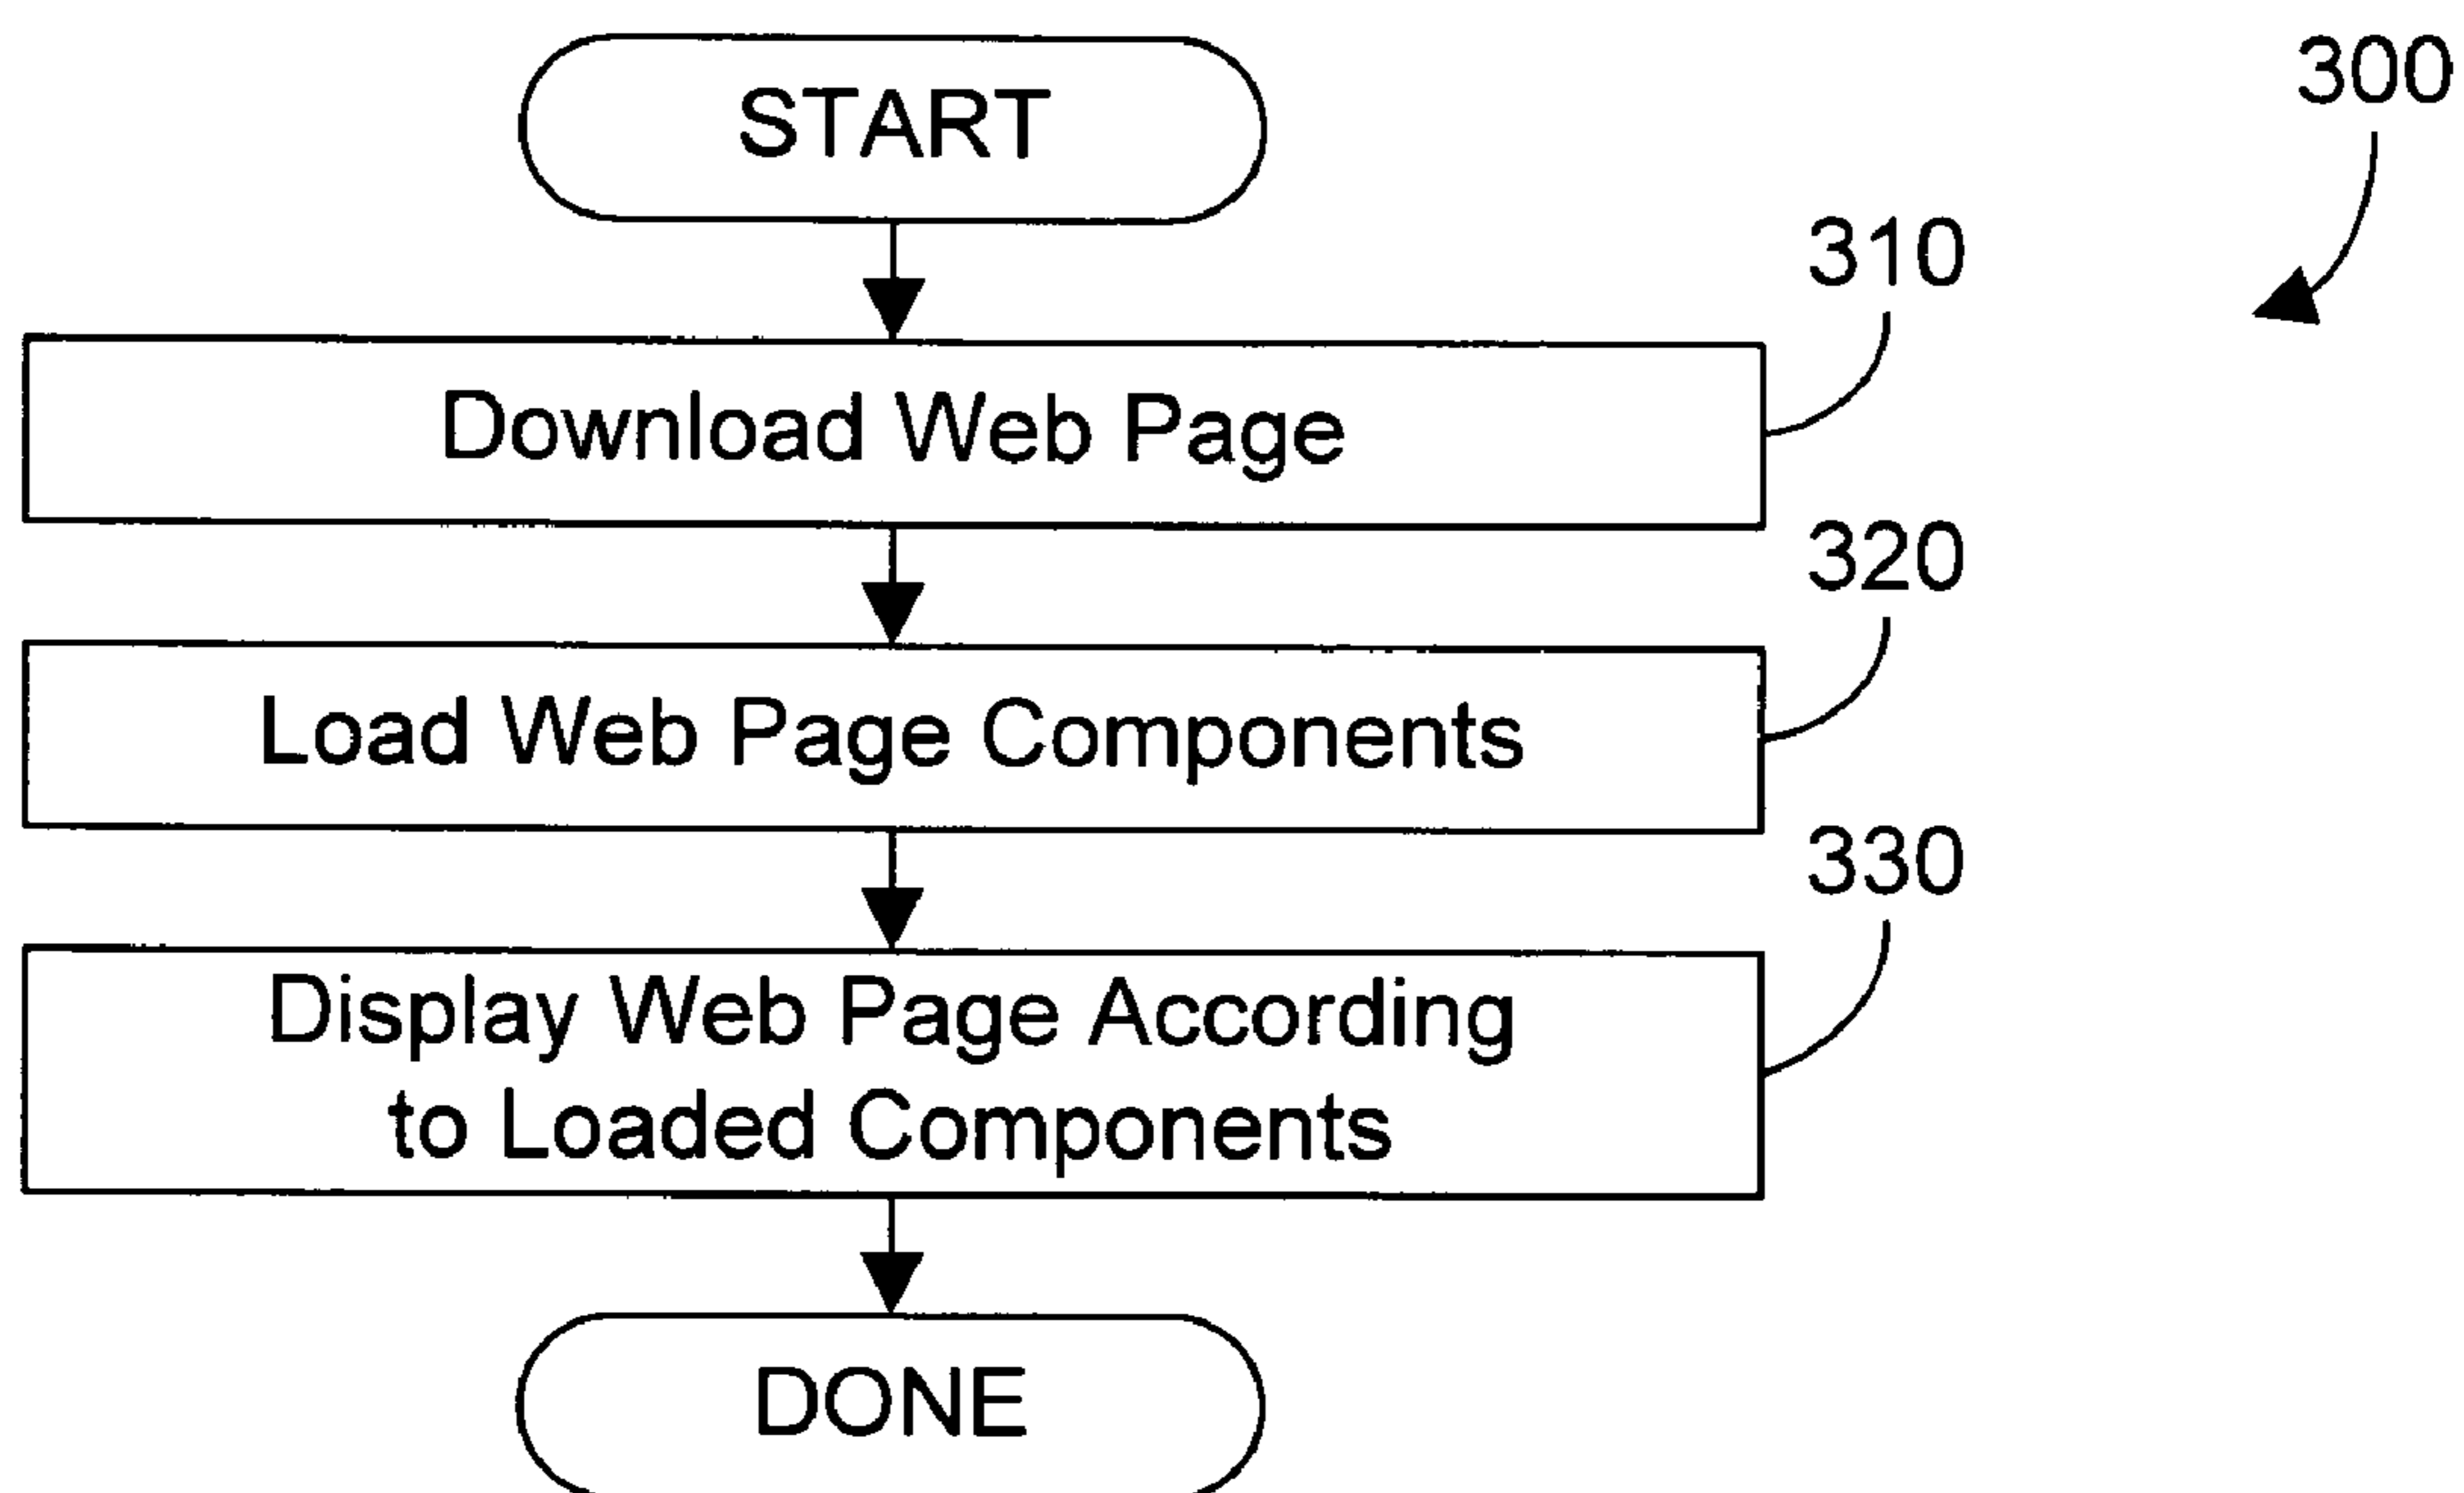 START
300
310
Download Web Page
320
Load Web Page Components
330
Display Web Page According
to Loaded Components
DONE